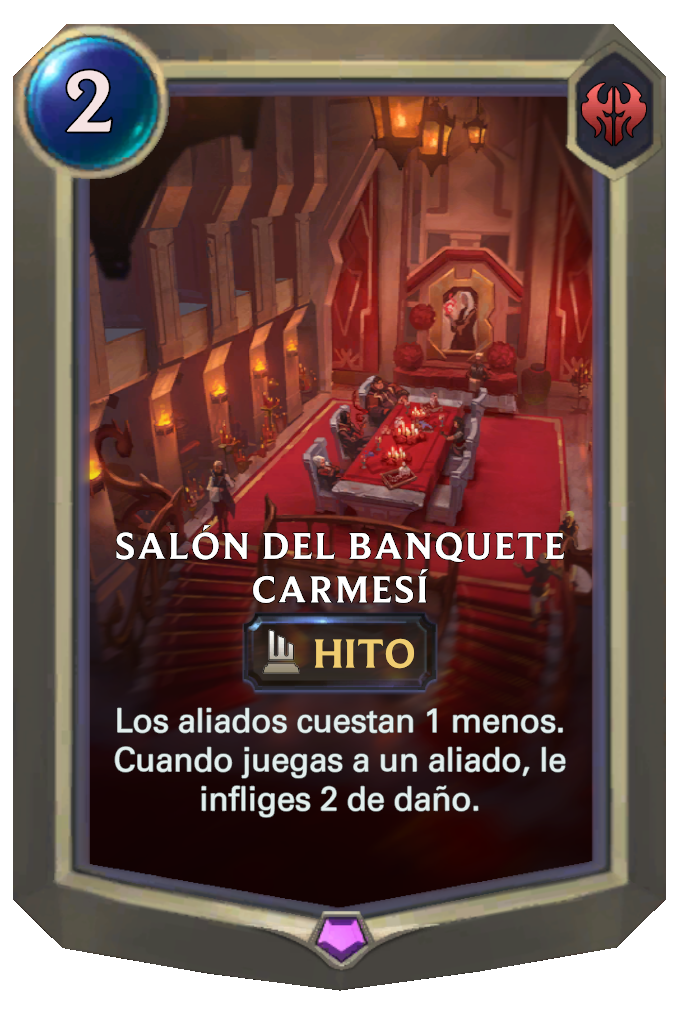 2
SALÓN DEL BANQUETE
CARMESÍ
HITO
Los aliados cuestan 1 menos.
Cuando juegas a un aliado, le
infliges 2 de daño.